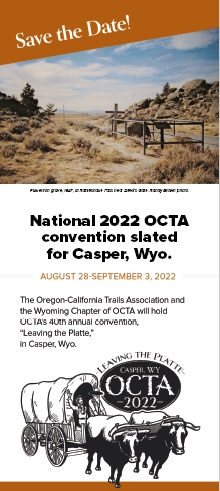 Save the Date!
National 2022 OCTA
convention slated
for Casper, Wyo.
AUGUST 28-SEPTEMBER 3, 2022
The Oregon-California Trails Association and
the Wyoming Chapter of OCTA will hold
OCTA's 40th annual convention,
"Leaving the Platte,"
in Casper, Wyo.
LEAVING THE PLATTE
CASPER, WY
OCTA
-2022-